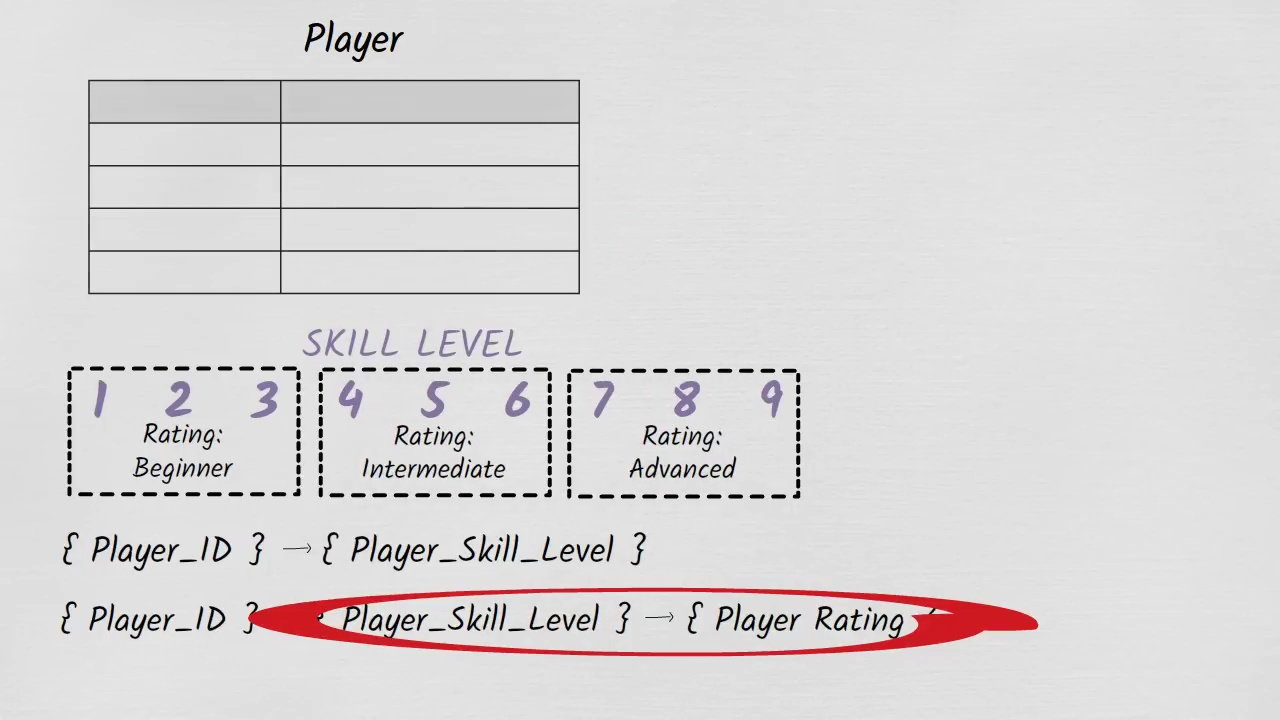 Player
SKILL LEVEL
1 2 3
Rating:
Beginner
4 5 6
Rating:
Intermediate
7 8 9
Rating:
Advanced
{ Player_ID } → { Player_Skill_Level }
{ Player_ID } { Player_Skill_Level } → { Player Rating